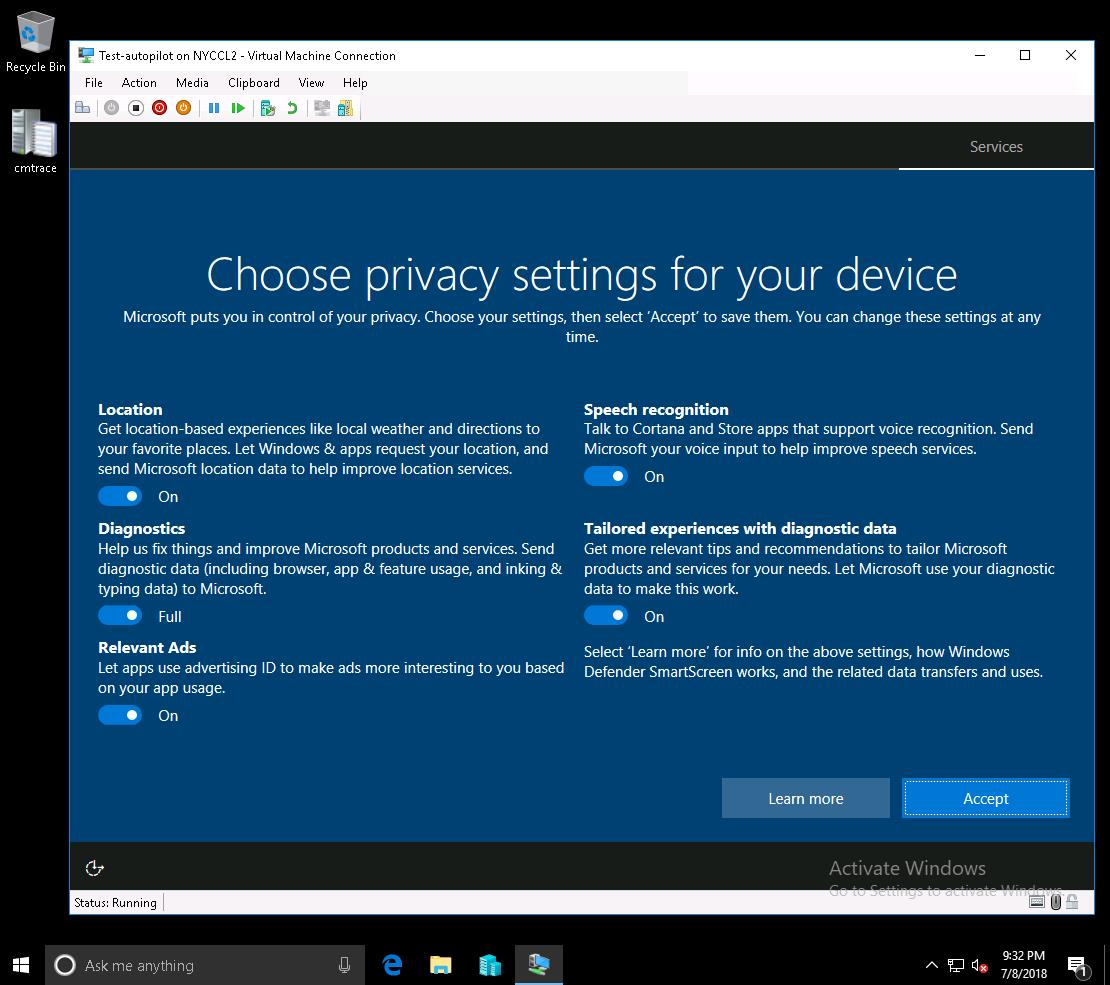 Recycle Bin
cmtrace
Test-autopilot on NYCCL2 - Virtual Machine Connection
File Action Media Clipboard View Help
Services
Choose privacy settings for your device
Microsoft puts you in control of your privacy. Choose your settings, then select ‘Accept’ to save them. You can change these settings at any
time.
Location
Get location-based experiences like local weather and directions to
your favorite places. Let Windows & apps request your location, and
send Microsoft location data to help improve location services.
On
Diagnostics
Help us fix things and improve Microsoft products and services. Send
diagnostic data (including browser, app & feature usage, and inking &
typing data) to Microsoft.
Full
Relevant Ads
Let apps use advertising ID to make ads more interesting to you based
on your app usage.
On
Speech recognition
Talk to Cortana and Store apps that support voice recognition. Send
Microsoft your voice input to help improve speech services.
On
Tailored experiences with diagnostic data
Get more relevant tips and recommendations to tailor Microsoft
products and services for your needs. Let Microsoft use your diagnostic
data to make this work.
On
Select ‘Learn more’ for info on the above settings, how Windows
Defender SmartScreen works, and the related data transfers and uses.
Learn more
Accept
Activate Windows
Go to Settings to activate Windows.
Status: Running
Ask me anything
9:32 PM
7/8/2018
1